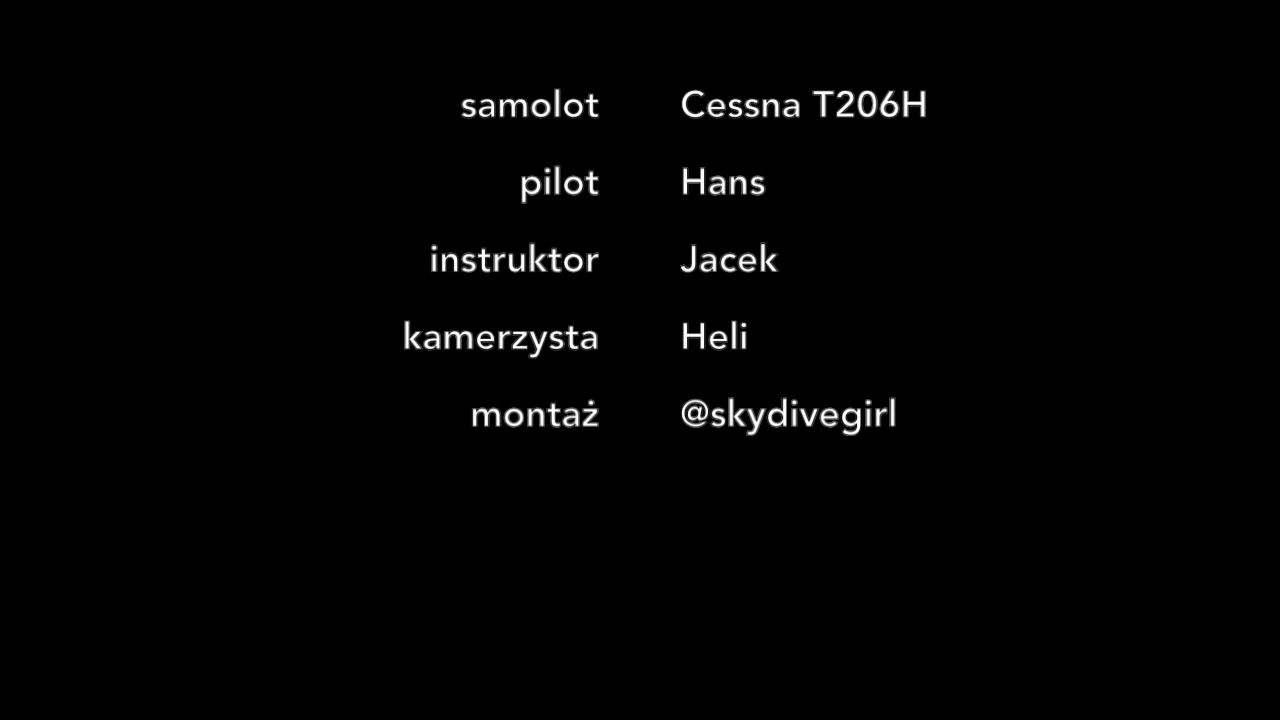 samolot Cessna T206H
pilot Hans
instruktor Jacek
kamerzysta Heli
montaż @skydivegirl